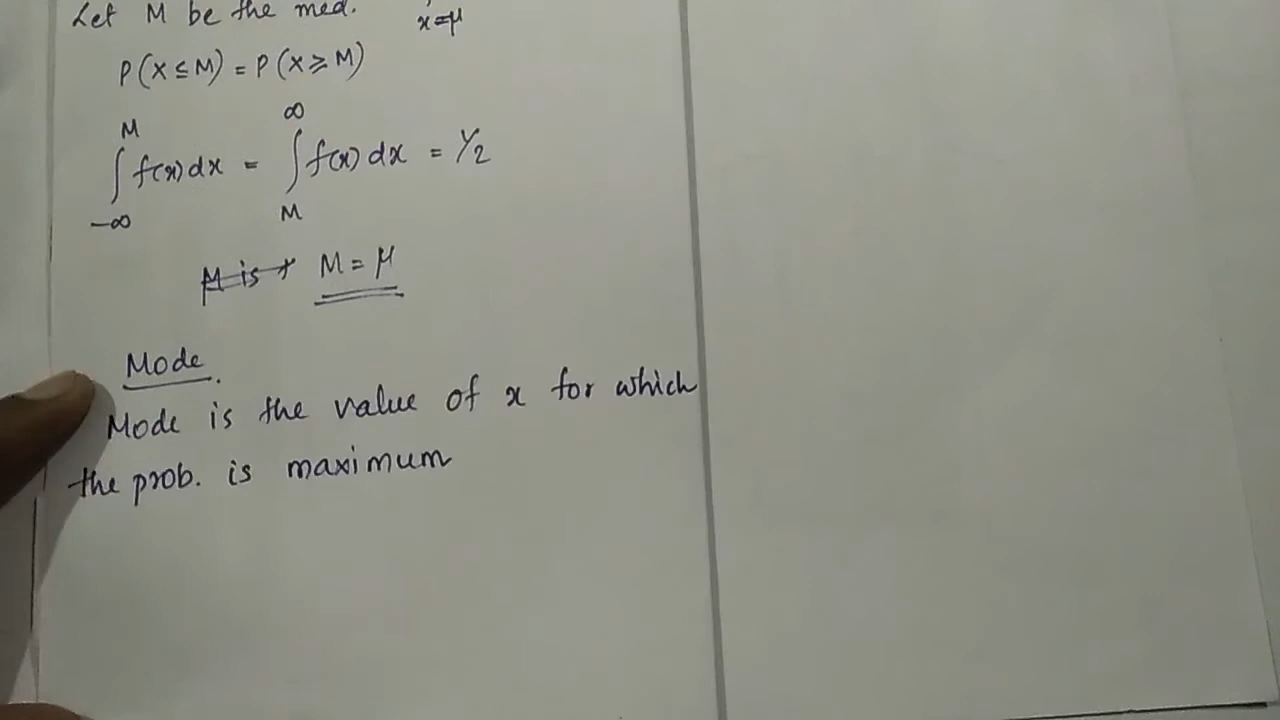 Let M be the med.
x=μ
P(X≤M) = P(X≥M)
∫_{-∞}^{M} f(x)dx = ∫_{M}^{∞} f(x)dx = 1/2
M = μ
Mode
Mode is the value of x for which
the prob. is maximum